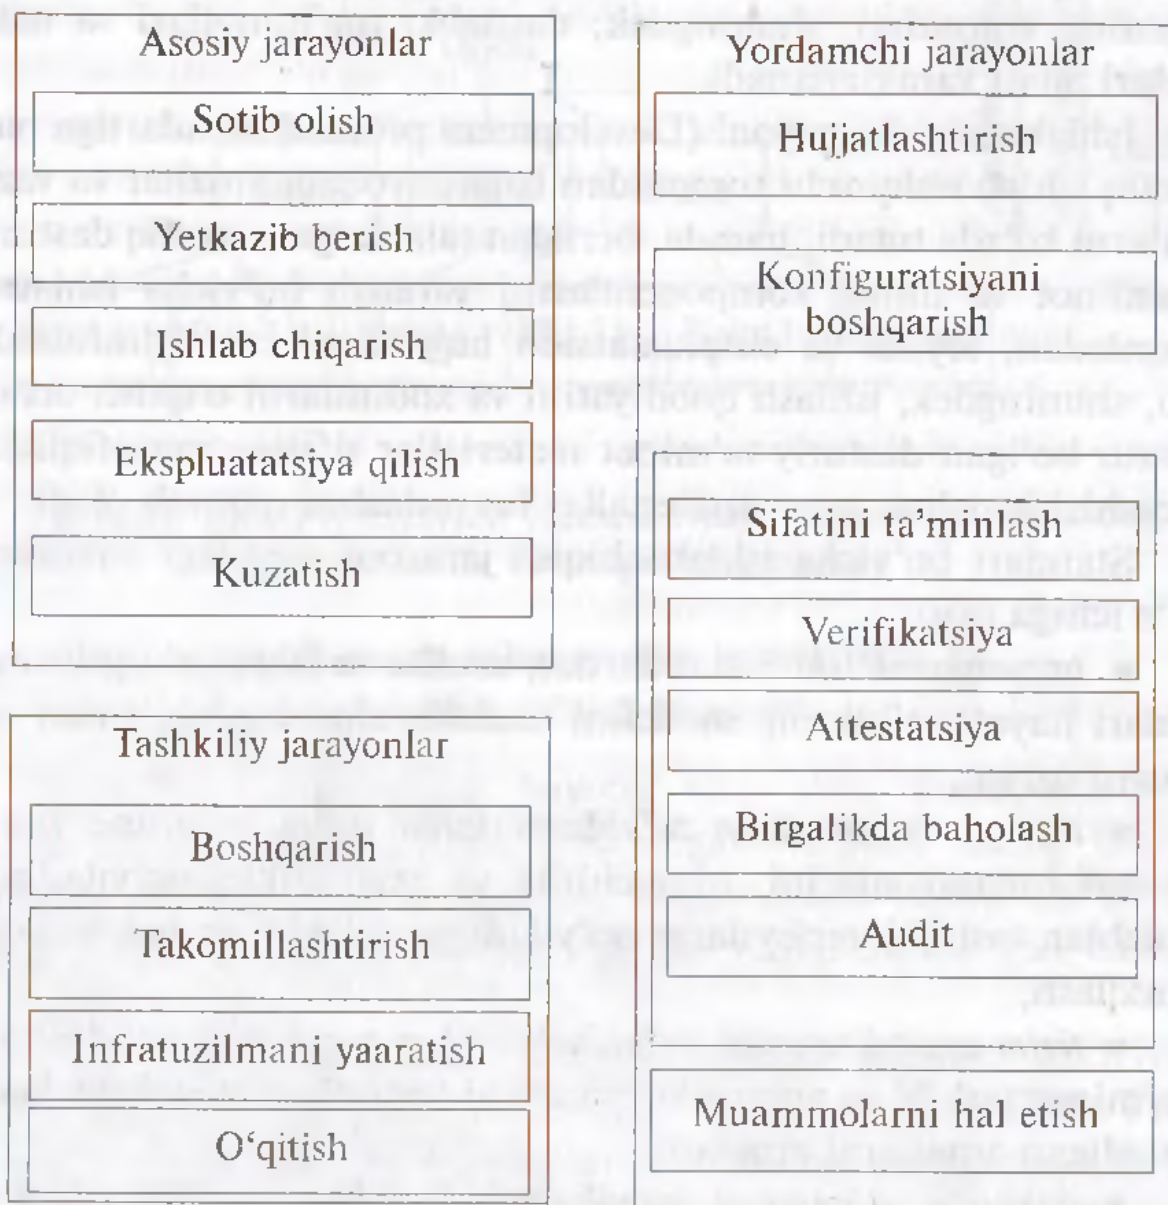 Asosiy jarayonlar
Sotib olish
Yetkazib berish
Ishlab chiqarish
Ekspluatatsiya qilish
Kuzatish
Tashkiliy jarayonlar
Boshqarish
Takomillashtirish
Infratuzilmani yaaratish
O‘qitish
Yordamchi jarayonlar
Hujjatlashtirish
Konfiguratsiyani
boshqarish
Sifatini ta’minlash
Verifikatsiya
Attestatsiya
Birgalikda baholash
Audit
Muammolarni hal etish